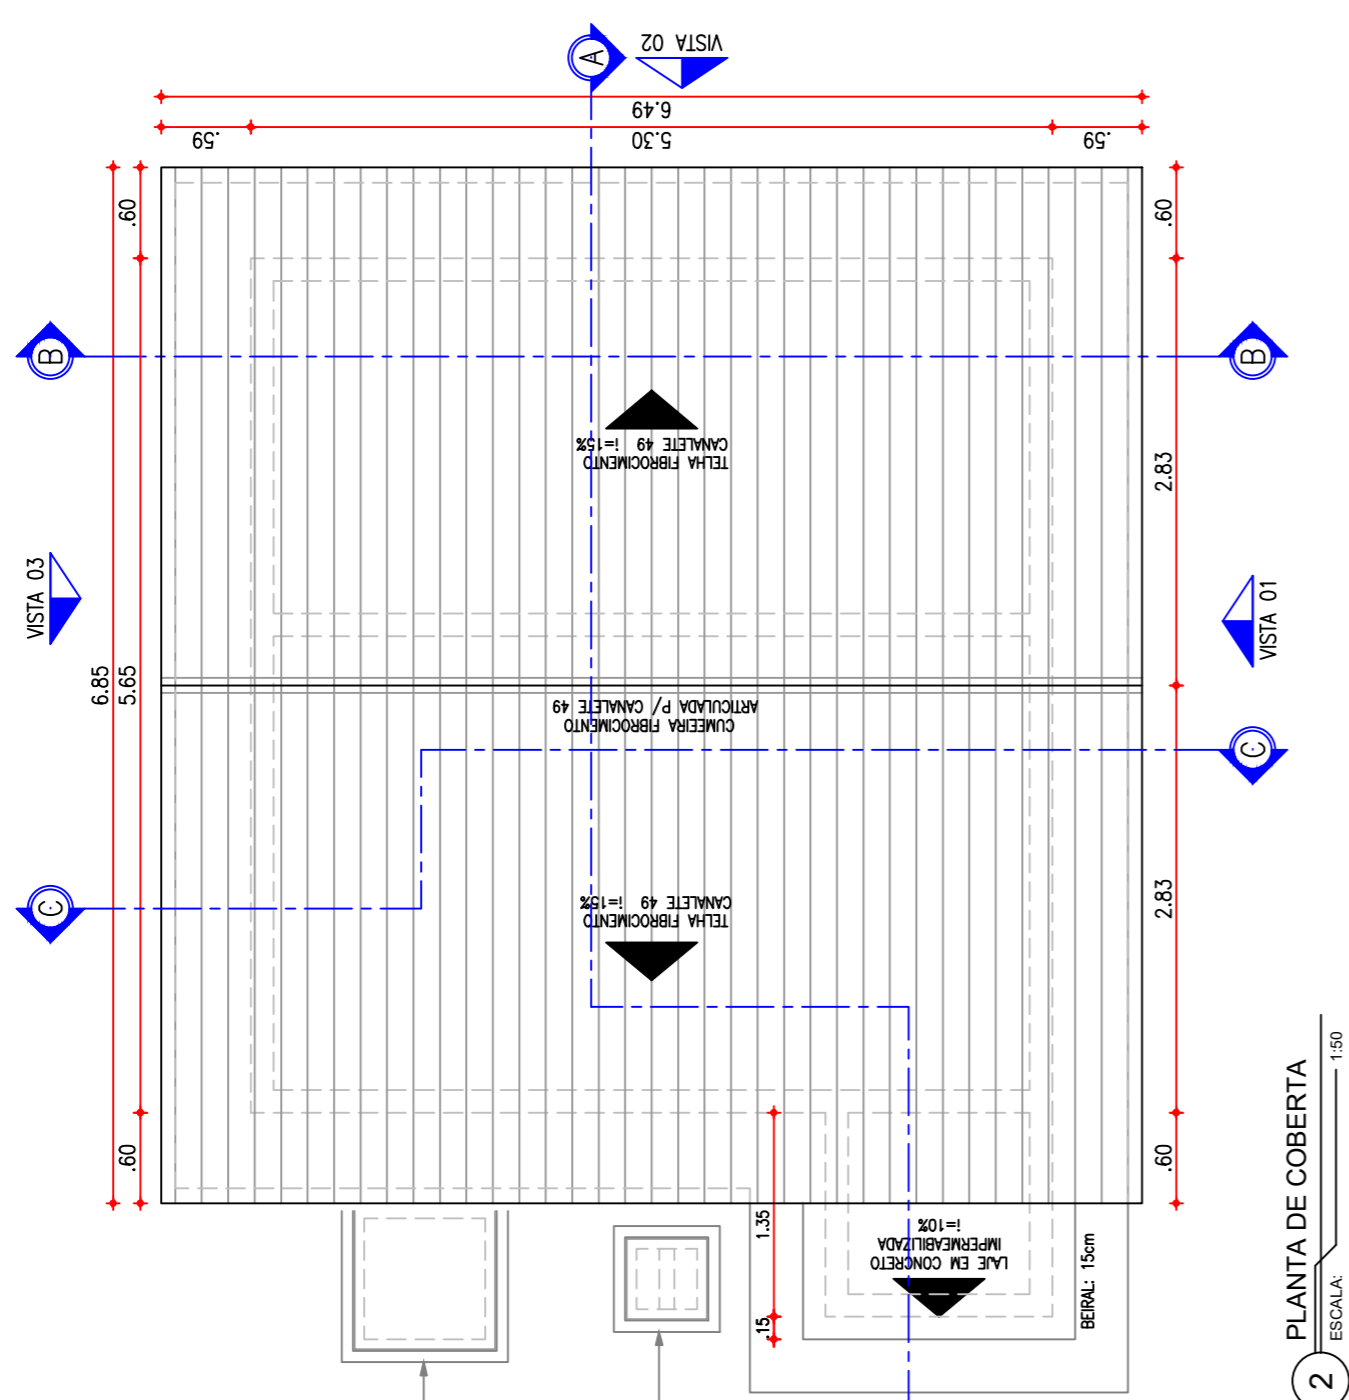 A
VISTA 02
6.49
.59
5.30
.59
.60
.60
B
B
TELHA FIBROCIMENTO
CANALETE 49 i=15%
2.83
VISTA 03
VISTA 01
6.85
5.65
CUMEEIRA FIBROCIMENTO
ARTICULADA P/ CANALETE 49
C
C
TELHA FIBROCIMENTO
CANALETE 49 i=15%
2.83
.60
.60
1.35
.15
LAJE EM CONCRETO
IMPERMEABILIZADA
i=10%
BEIRAL: 15cm
2
PLANTA DE COBERTA
ESCALA: 1:50